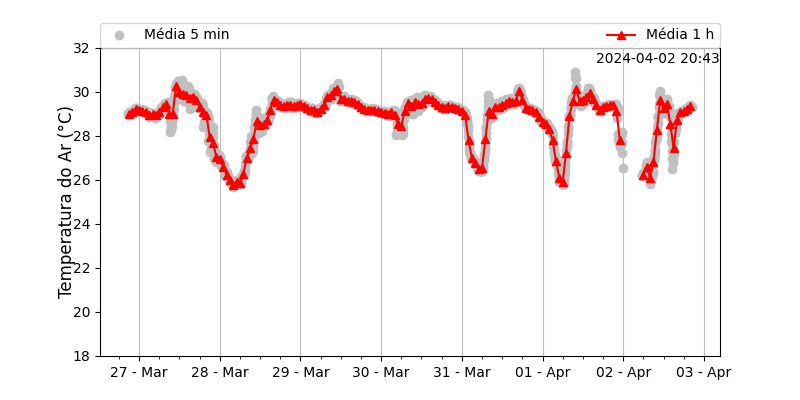 Média 5 min
Média 1 h
2024-04-02 20:43
Temperatura do Ar (°C)
32
30
28
26
24
22
20
18
27 - Mar
28 - Mar
29 - Mar
30 - Mar
31 - Mar
01 - Apr
02 - Apr
03 - Apr